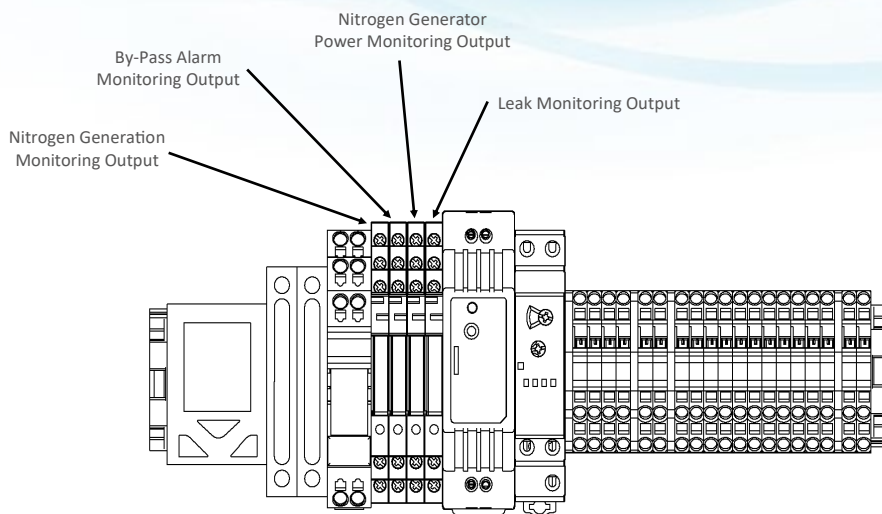 Nitrogen Generator
Power Monitoring Output
By-Pass Alarm
Monitoring Output
Leak Monitoring Output
Nitrogen Generation
Monitoring Output